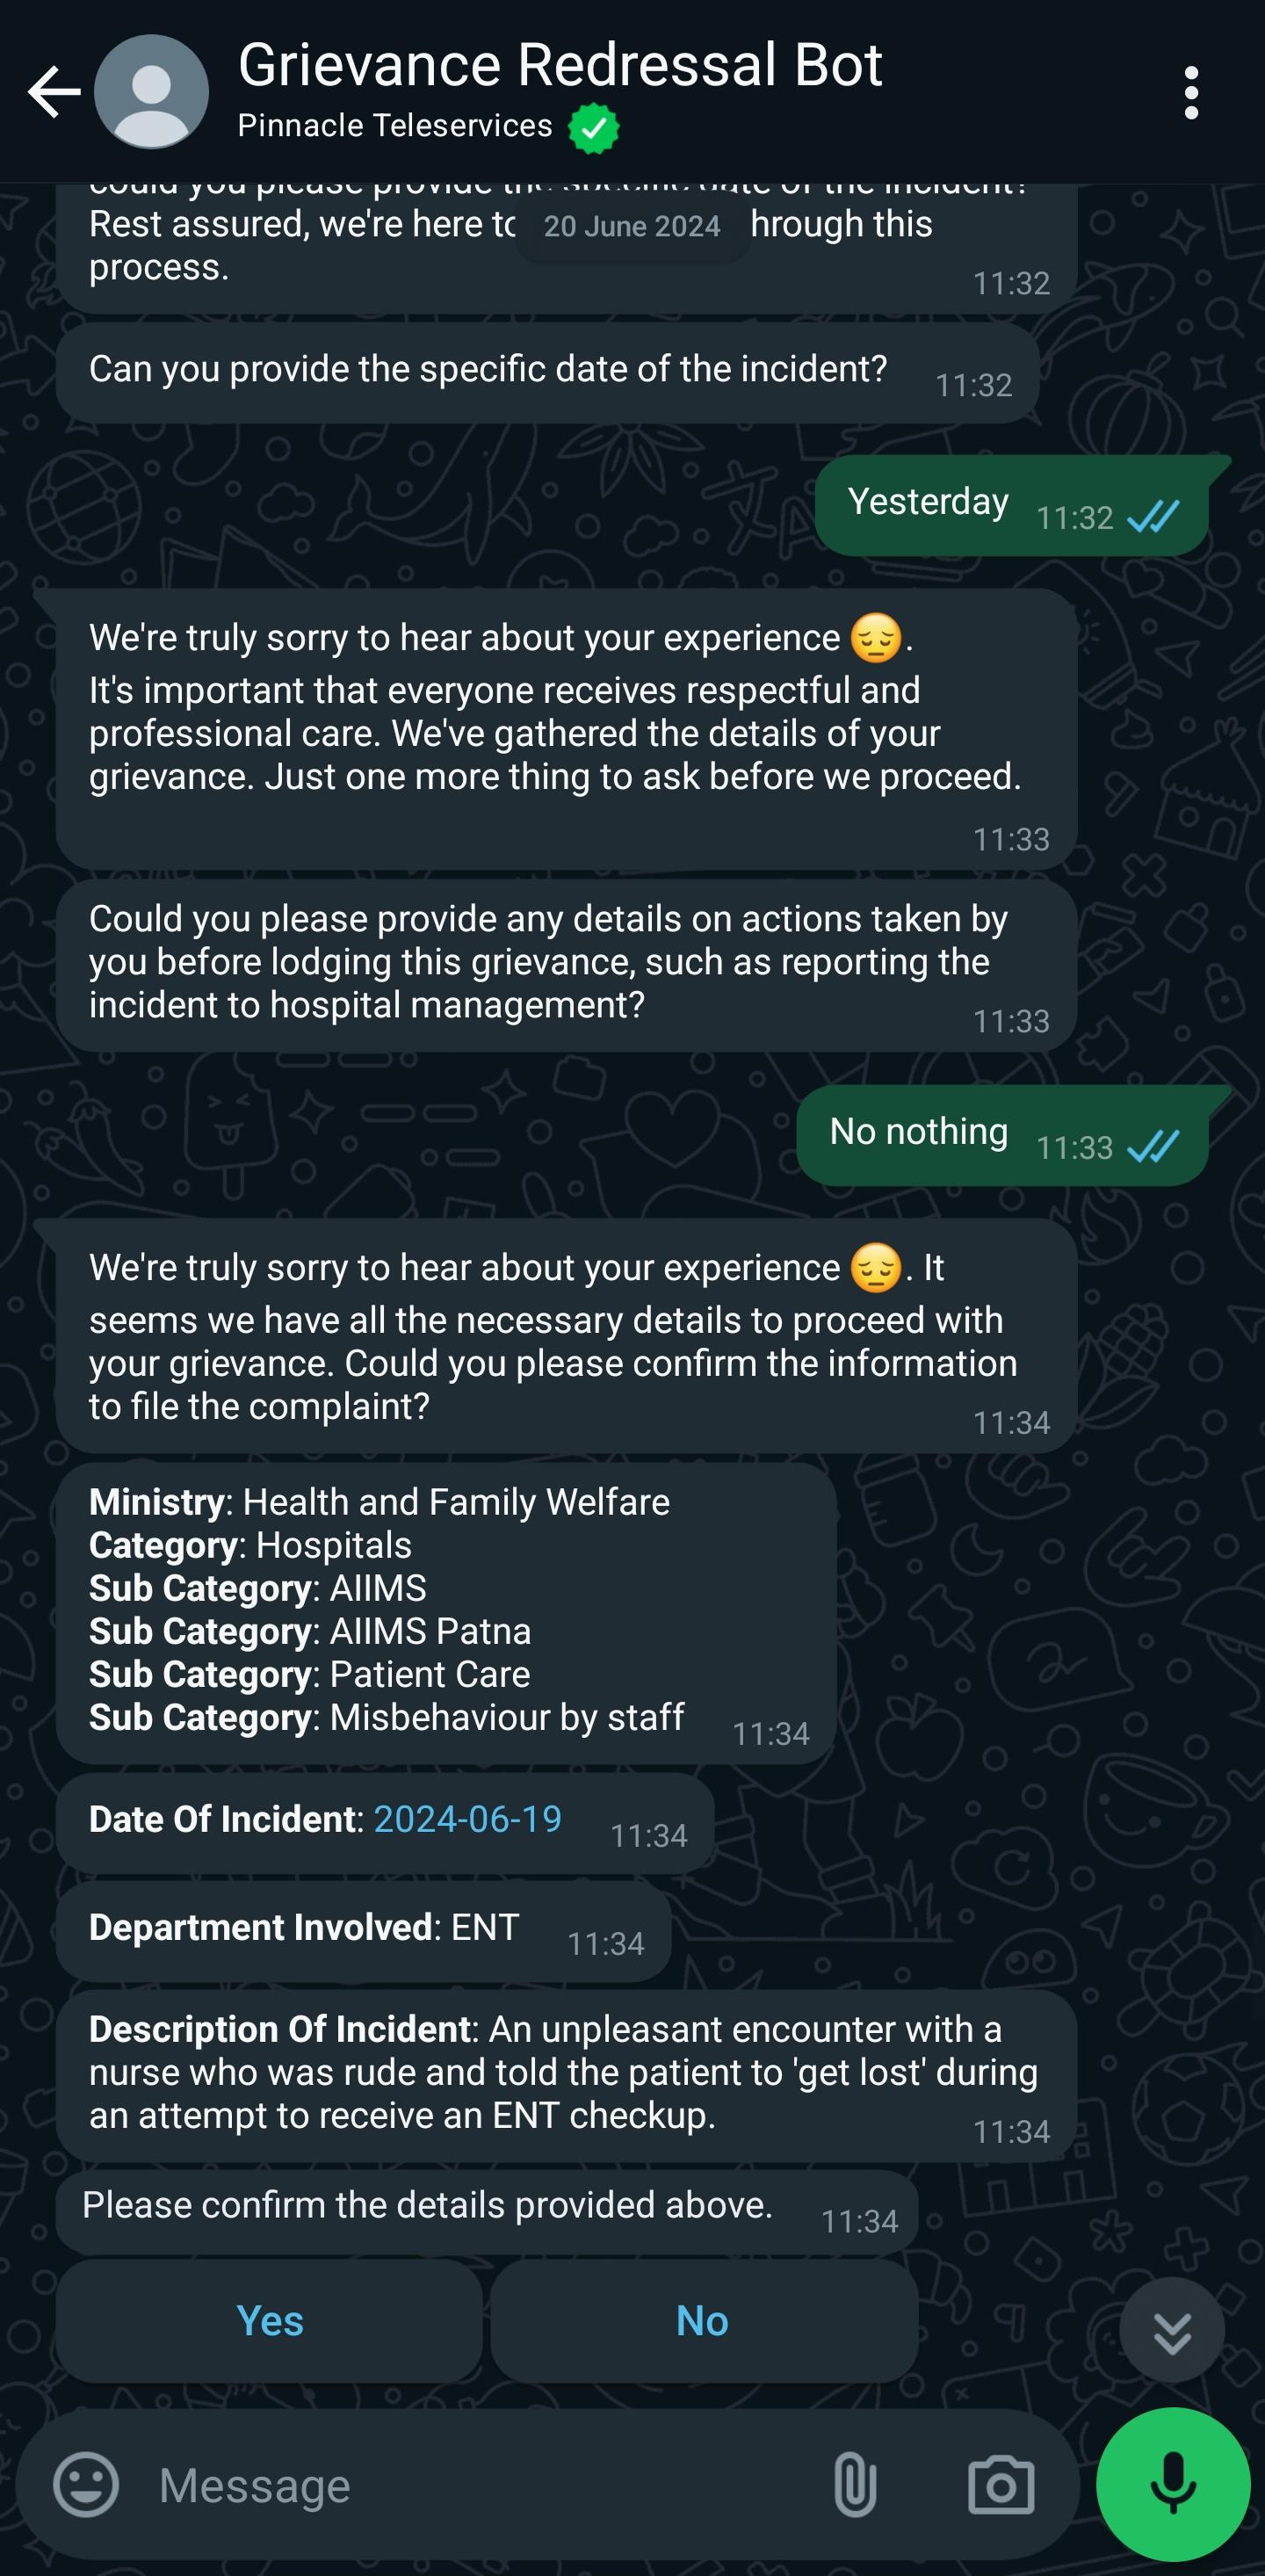 Grievance Redressal Bot
Pinnacle Teleservices
could you please provide the specific date of the incident?
20 June 2024
Rest assured, we're here to hrough this
process.
11:32
Can you provide the specific date of the incident?
11:32
Yesterday 11:32
We're truly sorry to hear about your experience 😔.
It's important that everyone receives respectful and
professional care. We've gathered the details of your
grievance. Just one more thing to ask before we proceed.
11:33
Could you please provide any details on actions taken by
you before lodging this grievance, such as reporting the
incident to hospital management?
11:33
No nothing 11:33
We're truly sorry to hear about your experience 😔. It
seems we have all the necessary details to proceed with
your grievance. Could you please confirm the information
to file the complaint?
11:34
Ministry: Health and Family Welfare
Category: Hospitals
Sub Category: AIIMS
Sub Category: AIIMS Patna
Sub Category: Patient Care
Sub Category: Misbehaviour by staff
11:34
Date Of Incident: 2024-06-19
11:34
Department Involved: ENT
11:34
Description Of Incident: An unpleasant encounter with a
nurse who was rude and told the patient to 'get lost' during
an attempt to receive an ENT checkup.
11:34
Please confirm the details provided above.
11:34
Yes No
Message